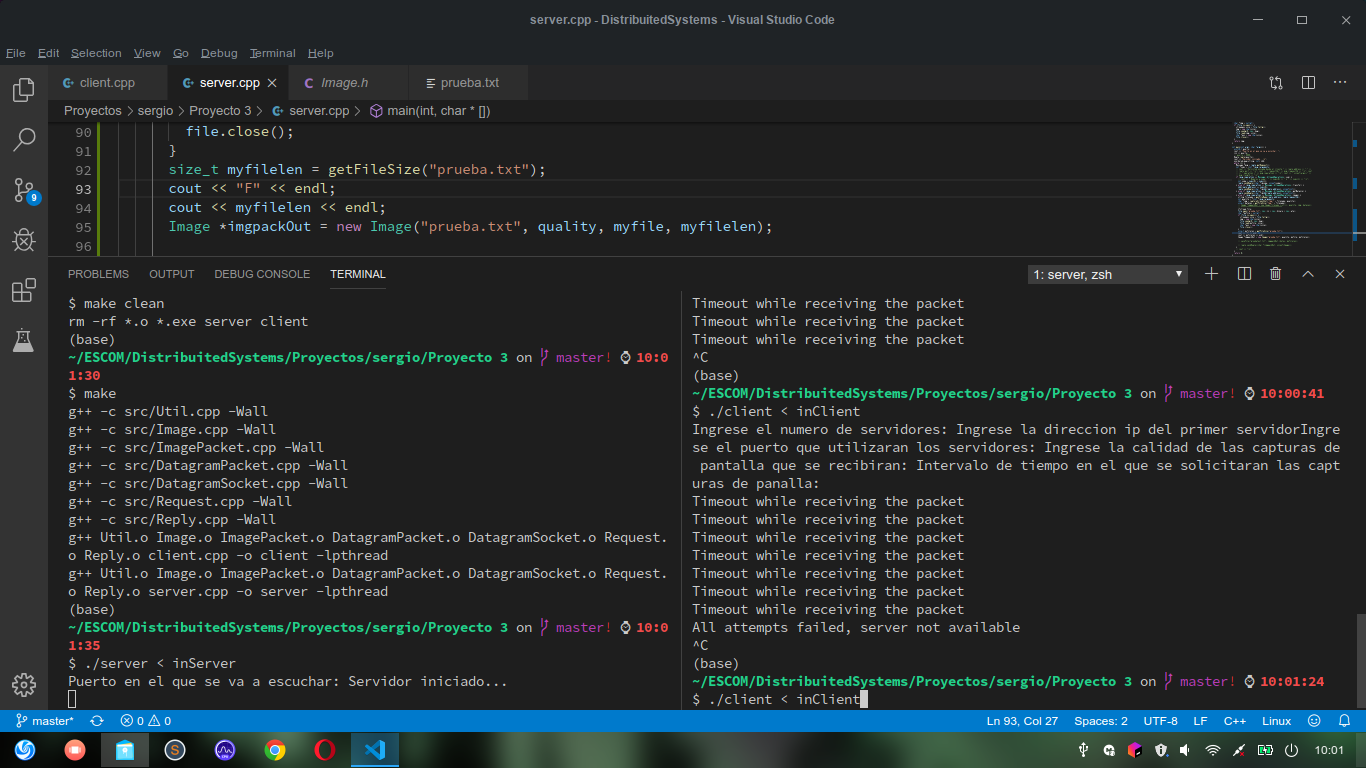 server.cpp - DistribuitedSystems - Visual Studio Code
File Edit Selection View Go Debug Terminal Help
client.cpp server.cpp Image.h prueba.txt
Proyectos > sergio > Proyecto 3 > server.cpp > main(int, char * [])
90 file.close();
91 }
92 size_t myfilelen = getFileSize("prueba.txt");
93 cout << "F" << endl;
94 cout << myfilelen << endl;
95 Image *imgpackOut = new Image("prueba.txt", quality, myfile, myfilelen);
96
9
PROBLEMS OUTPUT DEBUG CONSOLE TERMINAL
1: server, zsh
$ make clean
rm -rf *.o *.exe server client
(base)
~/ESCOM/DistribuitedSystems/Proyectos/sergio/Proyecto 3 on master! 10:0
1:30
$ make
g++ -c src/Util.cpp -Wall
g++ -c src/Image.cpp -Wall
g++ -c src/ImagePacket.cpp -Wall
g++ -c src/DatagramPacket.cpp -Wall
g++ -c src/DatagramSocket.cpp -Wall
g++ -c src/Request.cpp -Wall
g++ -c src/Reply.cpp -Wall
g++ Util.o Image.o ImagePacket.o DatagramPacket.o DatagramSocket.o Request.
o Reply.o client.cpp -o client -lpthread
g++ Util.o Image.o ImagePacket.o DatagramPacket.o DatagramSocket.o Request.
o Reply.o server.cpp -o server -lpthread
(base)
~/ESCOM/DistribuitedSystems/Proyectos/sergio/Proyecto 3 on master! 10:0
1:35
$ ./server < inServer
Puerto en el que se va a escuchar: Servidor iniciado...
Timeout while receiving the packet
Timeout while receiving the packet
Timeout while receiving the packet
^C
(base)
~/ESCOM/DistribuitedSystems/Proyectos/sergio/Proyecto 3 on master! 10:00:41
$ ./client < inClient
Ingrese el numero de servidores: Ingrese la direccion ip del primer servidorIngre
se el puerto que utilizaran los servidores: Ingrese la calidad de las capturas de
pantalla que se recibiran: Intervalo de tiempo en el que se solicitaran las capt
uras de panalla:
Timeout while receiving the packet
Timeout while receiving the packet
Timeout while receiving the packet
Timeout while receiving the packet
Timeout while receiving the packet
Timeout while receiving the packet
Timeout while receiving the packet
All attempts failed, server not available
^C
(base)
~/ESCOM/DistribuitedSystems/Proyectos/sergio/Proyecto 3 on master! 10:01:24
$ ./client < inClient
master* 0 0 Ln 93, Col 27 Spaces: 2 UTF-8 LF C++ Linux
10:01